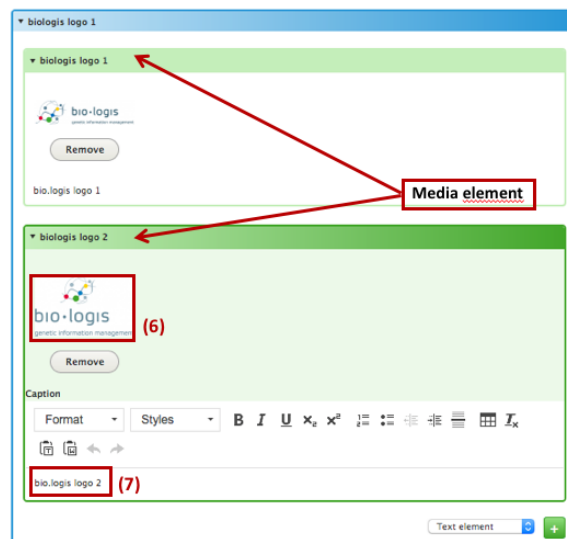 biologis logo 1
biologis logo 1
bio-logis
genetic information management
Remove
bio.logis logo 1
Media element
biologis logo 2
bio-logis
genetic information management
(6)
Remove
Caption
Format Styles B I U x₂ x² Tx
bio.logis logo 2
(7)
Text element +